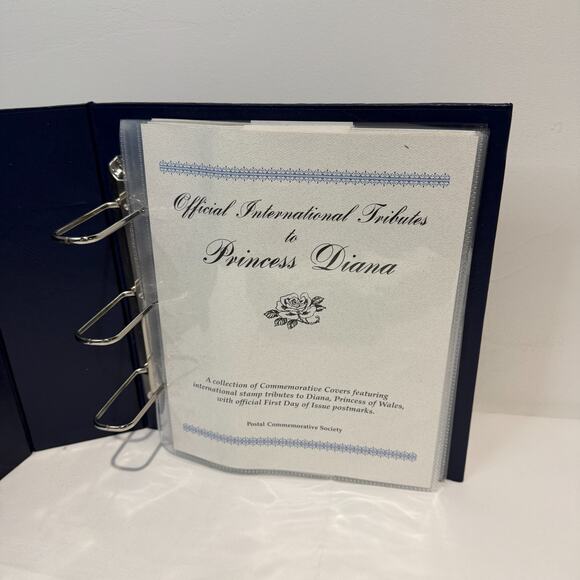 Official International Tributes
to
Princess Diana
A collection of Commemorative Covers featuring
international stamp tributes to Diana, Princess of Wales,
with official First Day of Issue postmarks.
Postal Commemorative Society